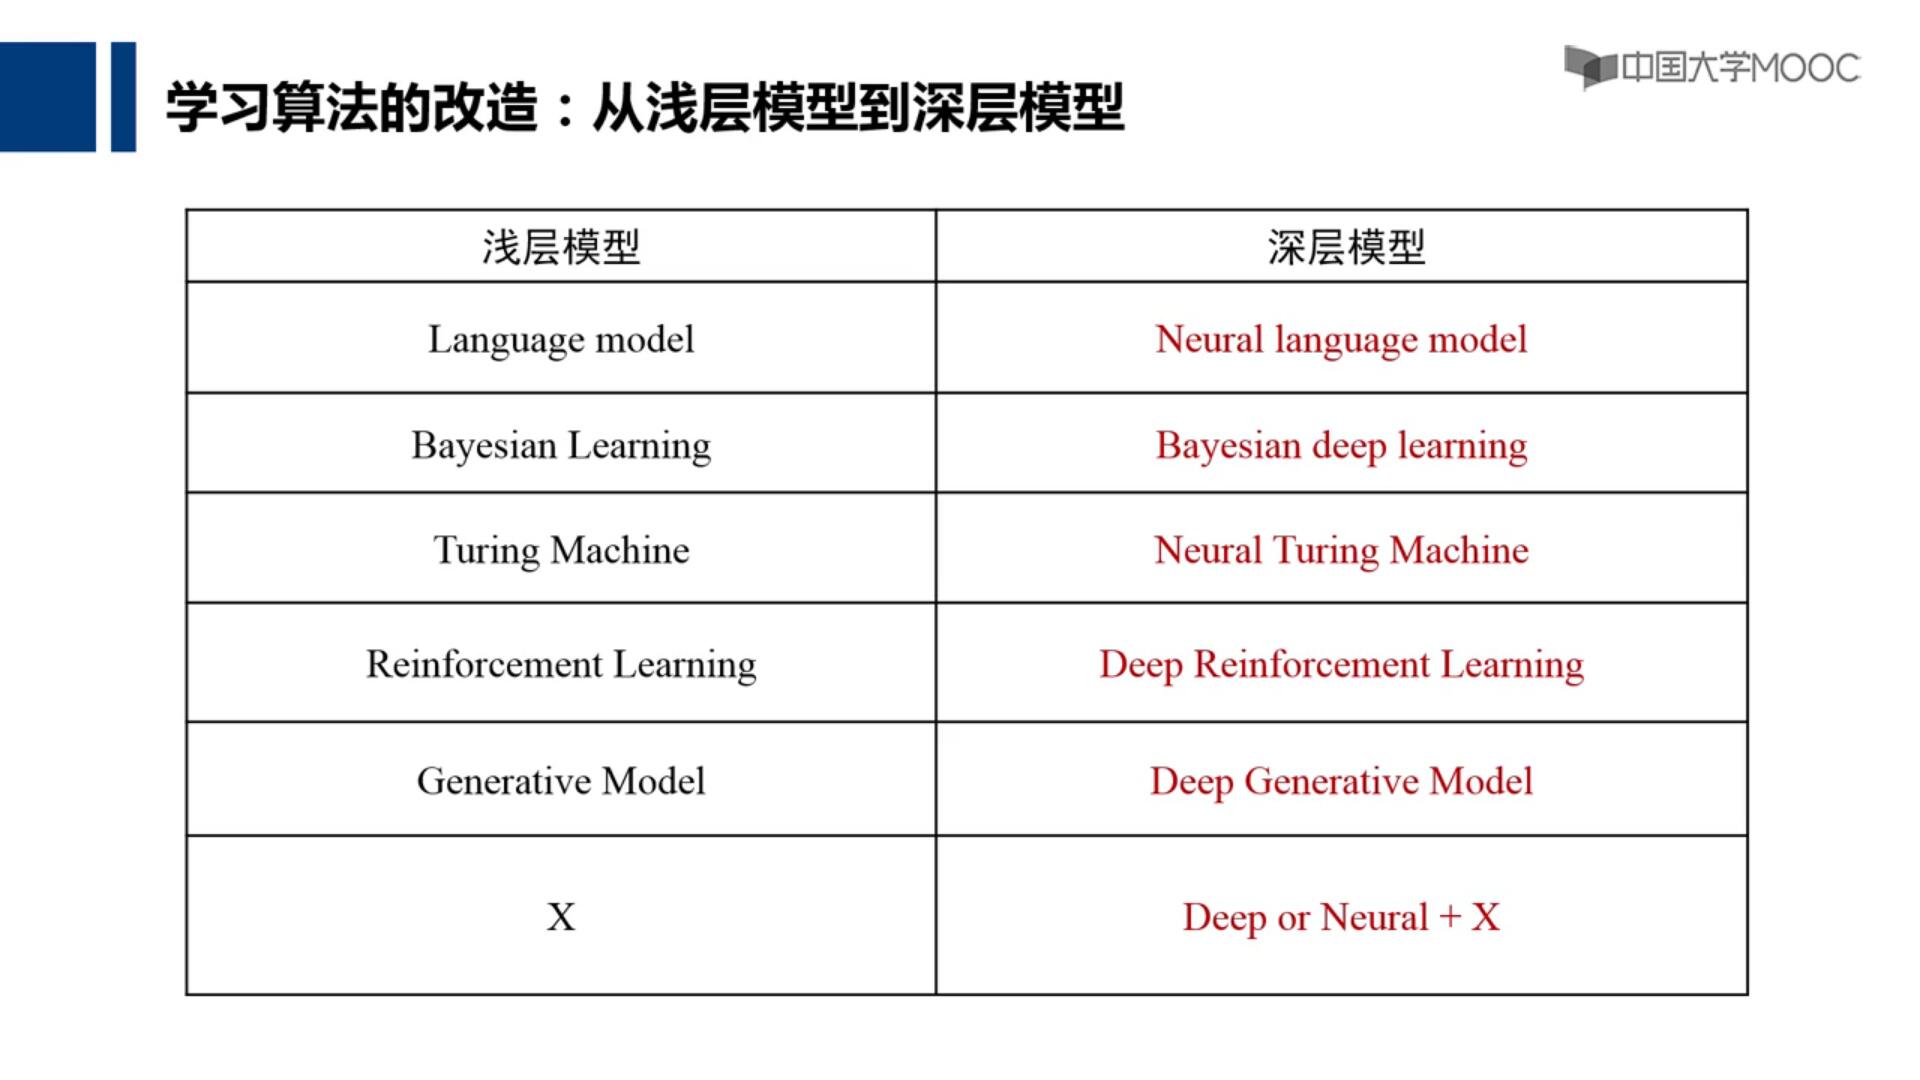 中国大学MOOC
学习算法的改造：从浅层模型到深层模型
浅层模型 深层模型
Language model Neural language model
Bayesian Learning Bayesian deep learning
Turing Machine Neural Turing Machine
Reinforcement Learning Deep Reinforcement Learning
Generative Model Deep Generative Model
X Deep or Neural + X